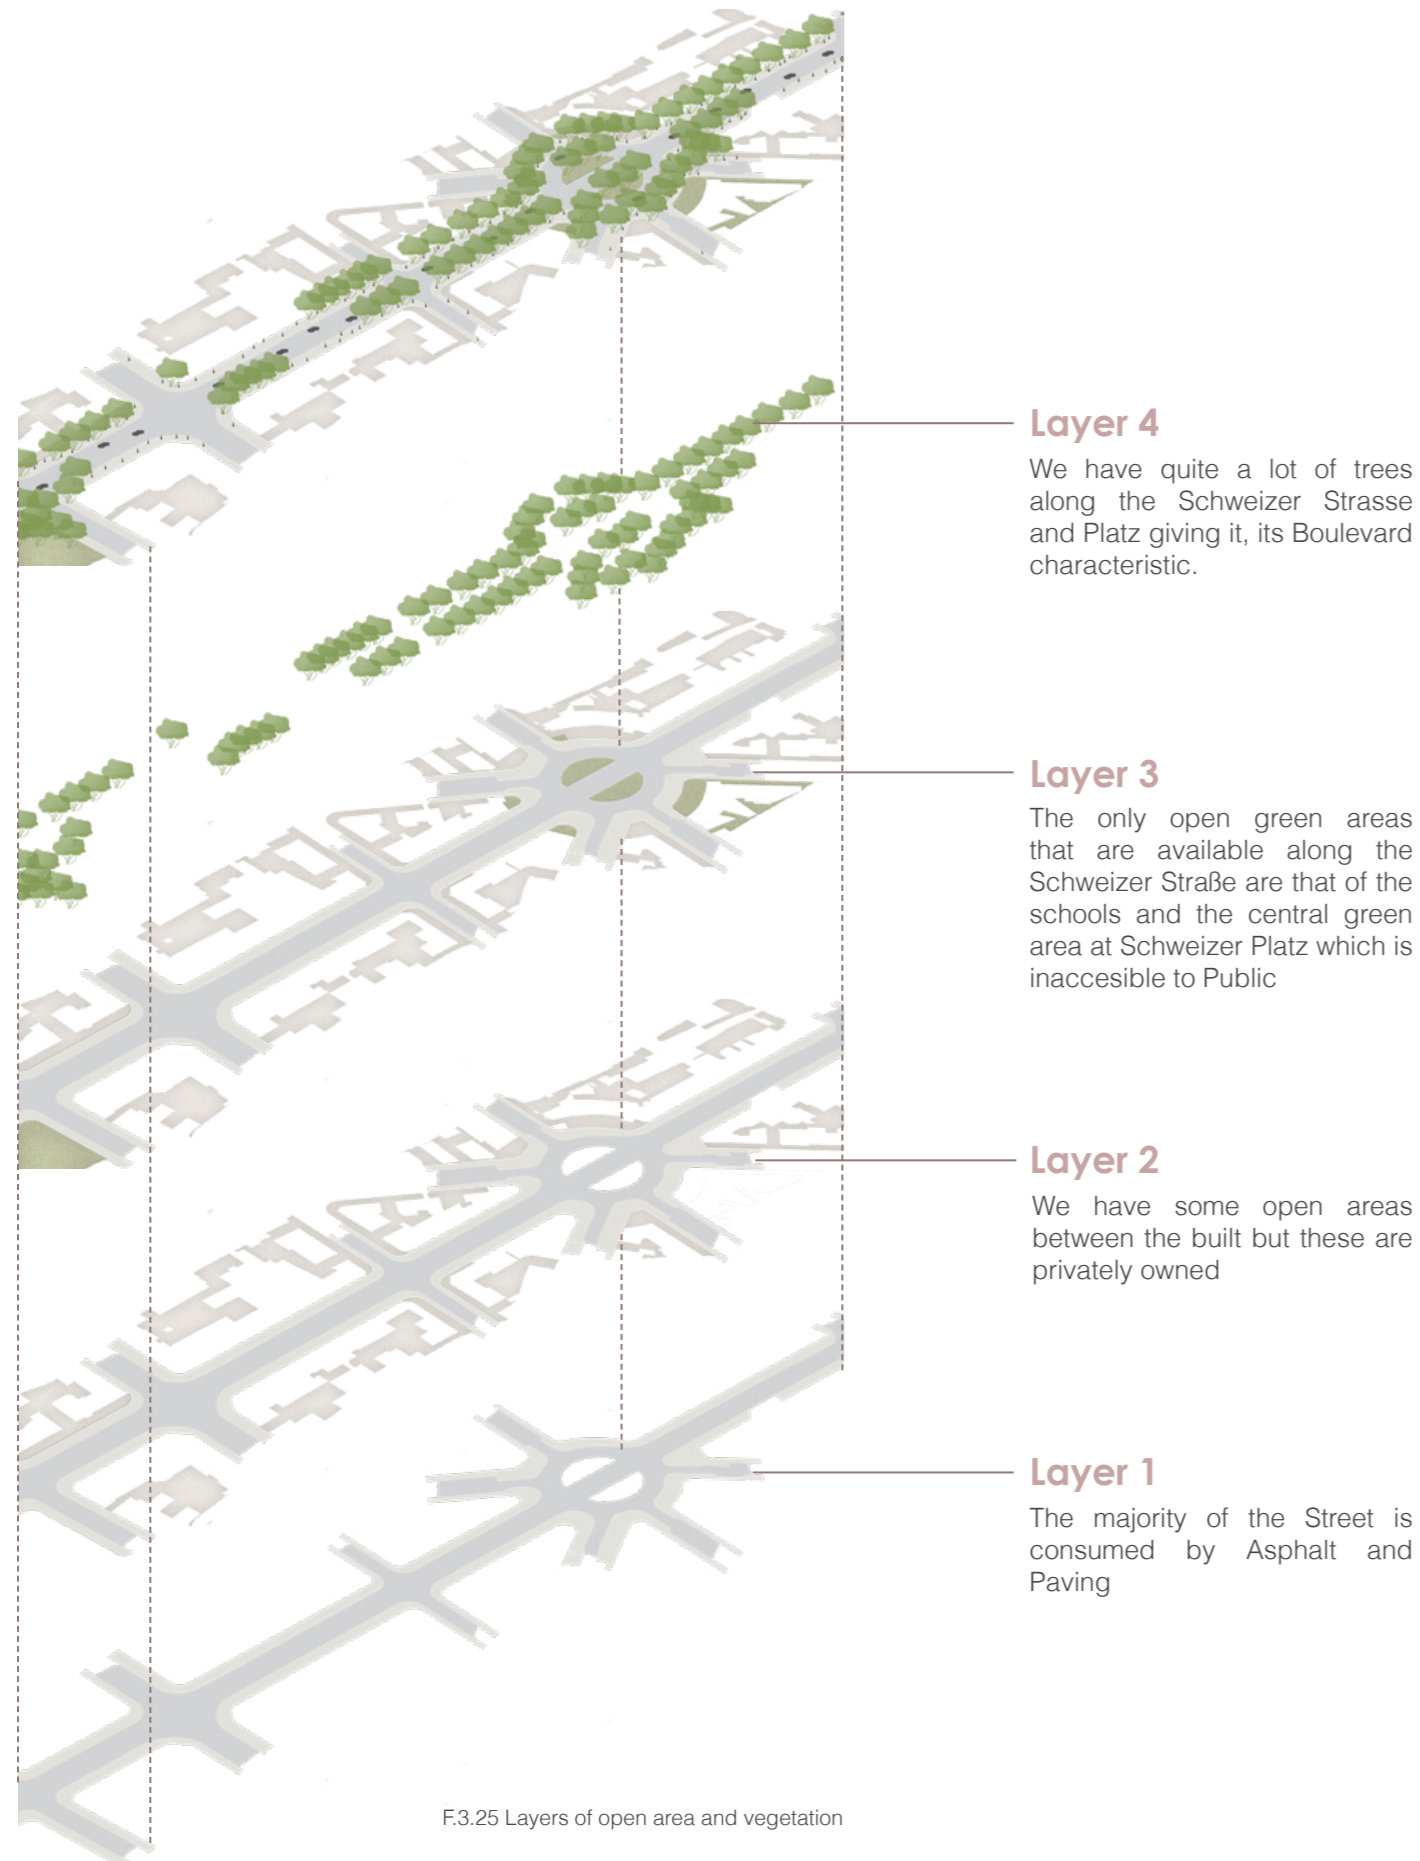 Layer 4
We have quite a lot of trees
along the Schweizer Strasse
and Platz giving it, its Boulevard
characteristic.
Layer 3
The only open green areas
that are available along the
Schweizer Straße are that of the
schools and the central green
area at Schweizer Platz which is
inaccesible to Public
Layer 2
We have some open areas
between the built but these are
privately owned
Layer 1
The majority of the Street is
consumed by Asphalt and
Paving
F.3.25 Layers of open area and vegetation